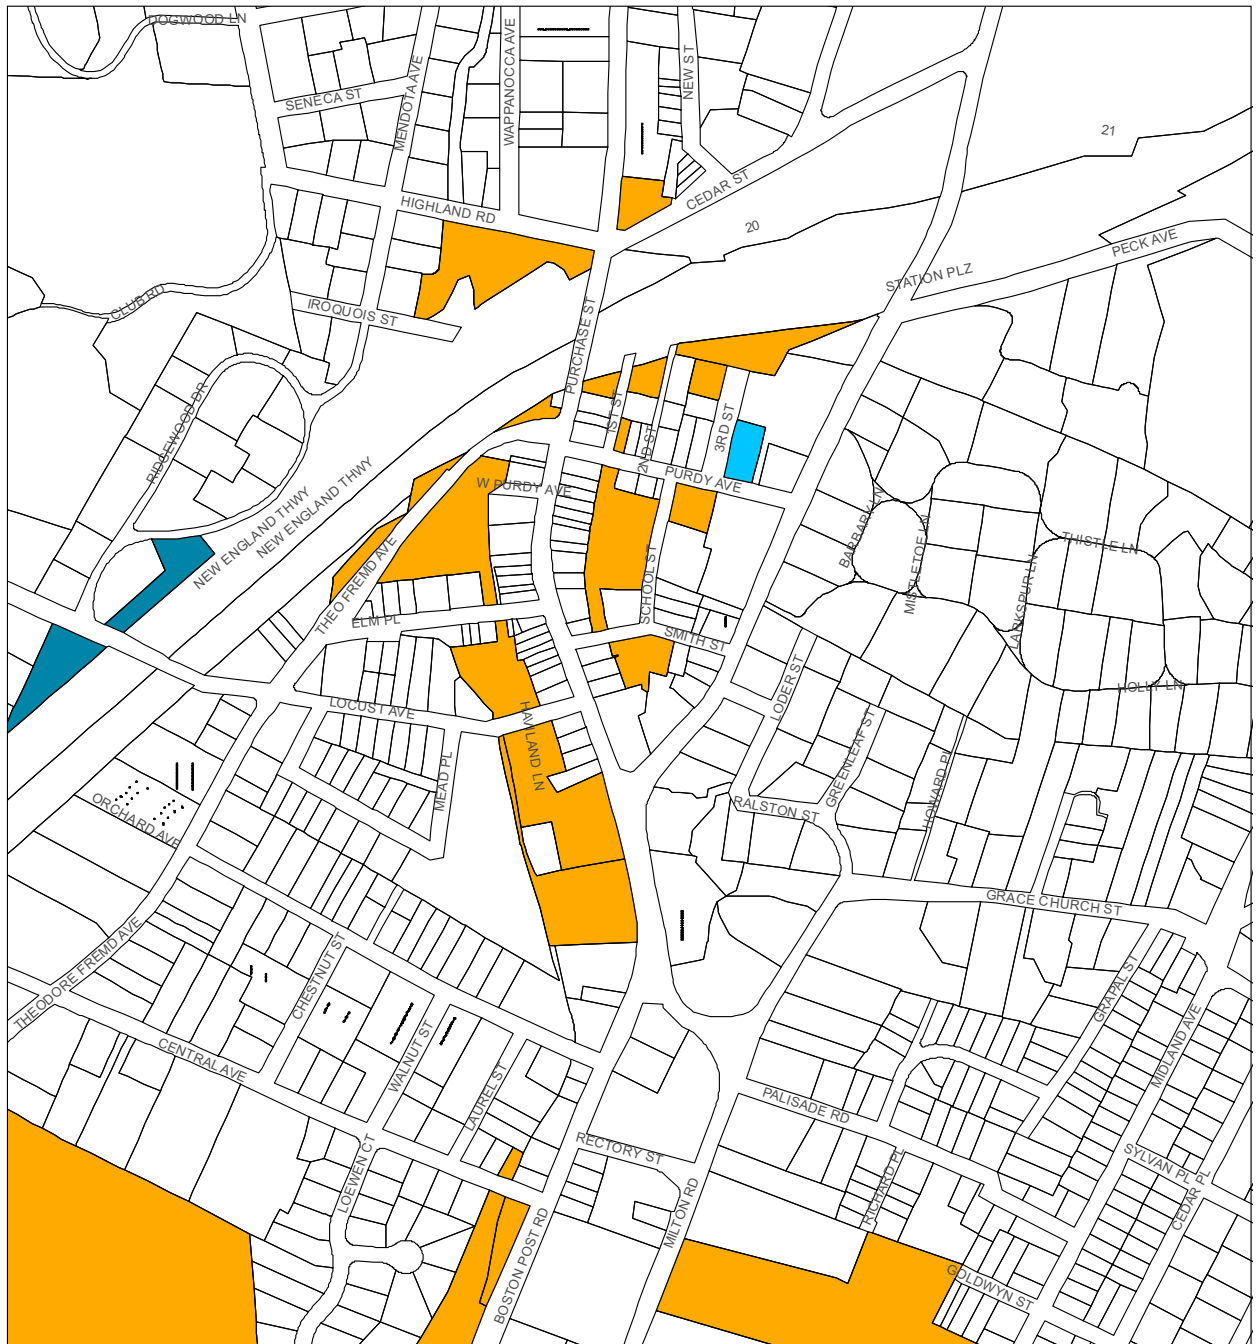 DOGWOOD LN
SENECA ST
MENDOTA AVE
WAPPANOCCA AVE
NEW ST
21
CEDAR ST
HIGHLAND RD
20
PECK AVE
STATION PLZ
CLUB RD
IROQUOIS ST
PURCHASE ST
RIDGEWOOD DR
1ST ST
2ND ST
3RD ST
PURDY AVE
W PURDY AVE
NEW ENGLAND THWY
NEW ENGLAND THWY
BARBARK LN
MISTLETOE LN
THISTLE LN
LARKSPUR LN
THEO FREMD AVE
ELM PL
SCHOOL ST
SMITH ST
HOLLY LN
LOCUST AVE
HAVILAND LN
LODER ST
GREENLEAF ST
HOWARD PL
MEAD PL
RALSTON ST
ORCHARD AVE
GRACE CHURCH ST
THEODORE FREMD AVE
CHESTNUT ST
GRAPAL ST
MIDLAND AVE
CENTRAL AVE
WALNUT ST
LAUREL ST
PALISADE RD
RECTORY ST
LOEWEN CT
RICHARD PL
SYLVAN PL
CEDAR PL
MILTON RD
BOSTON POST RD
GOLDWYN ST